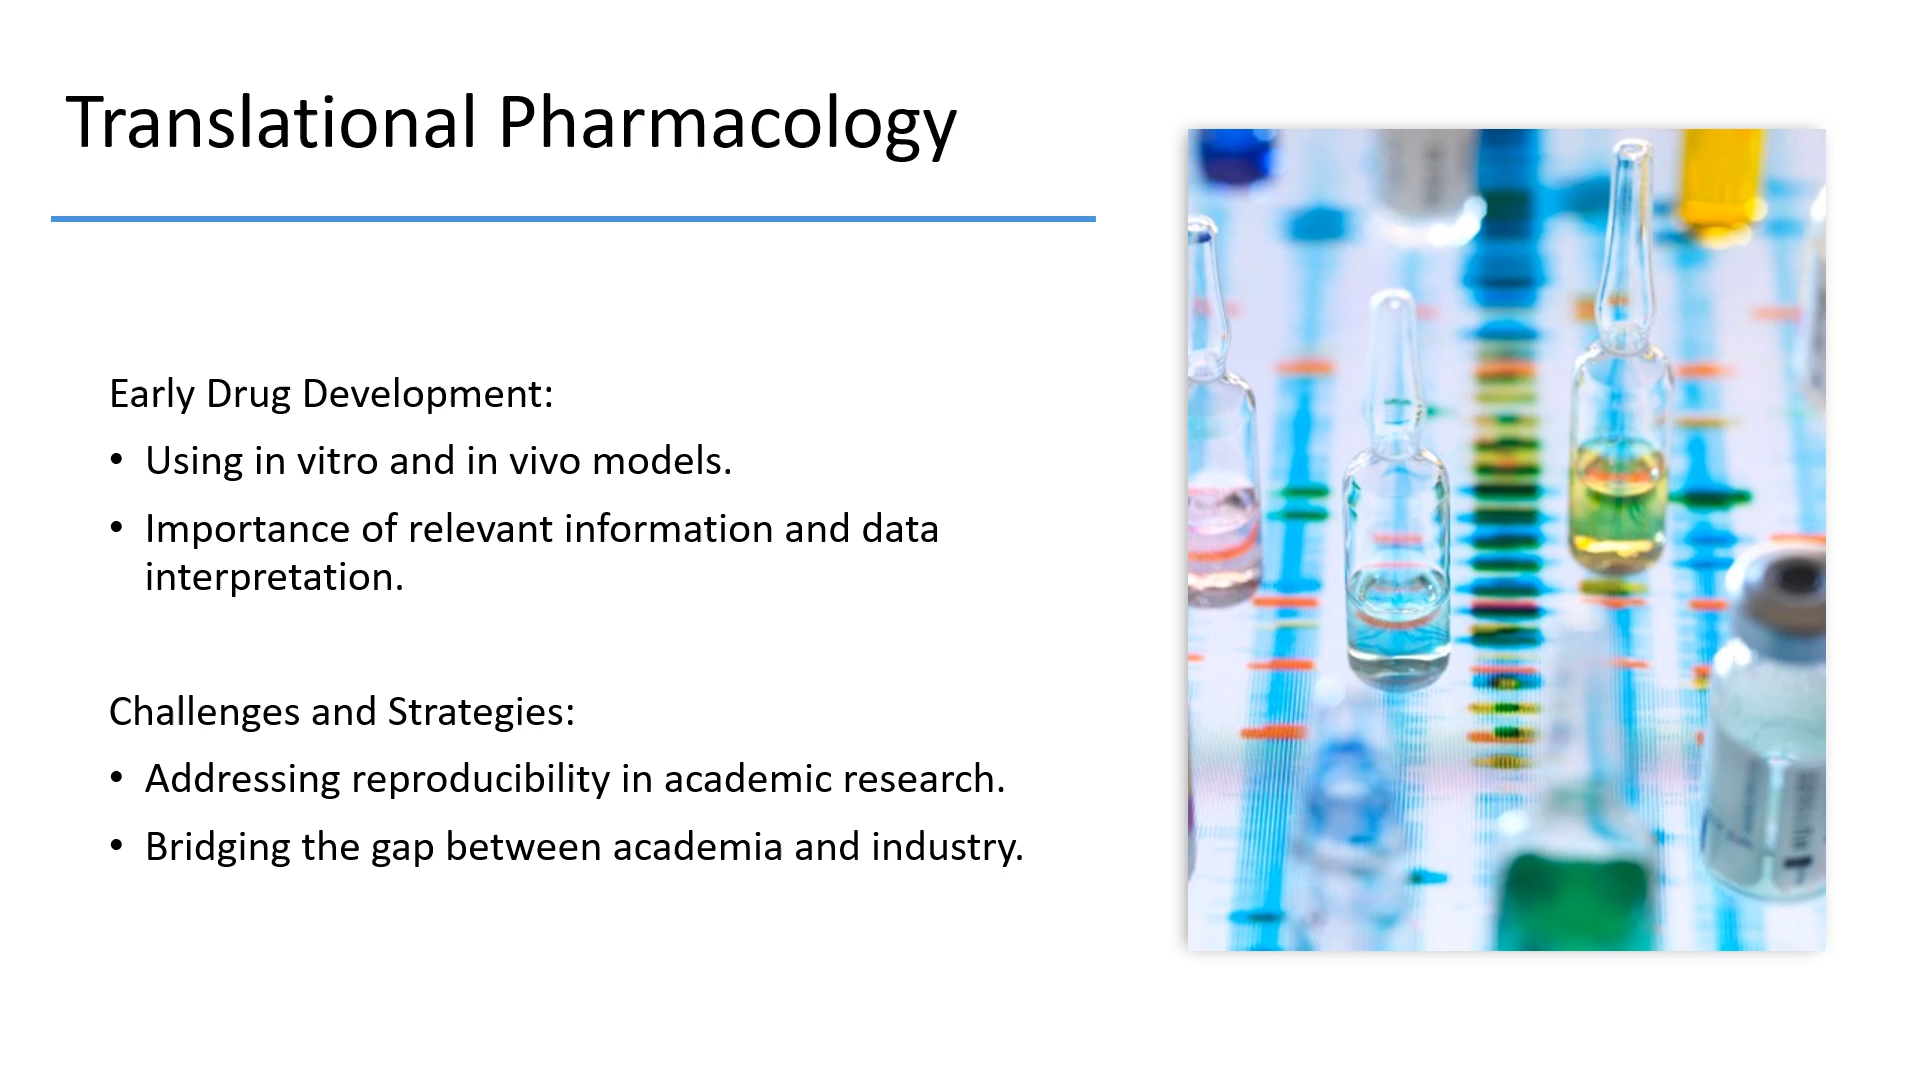 Translational Pharmacology
Early Drug Development:
• Using in vitro and in vivo models.
• Importance of relevant information and data
interpretation.
Challenges and Strategies:
• Addressing reproducibility in academic research.
• Bridging the gap between academia and industry.